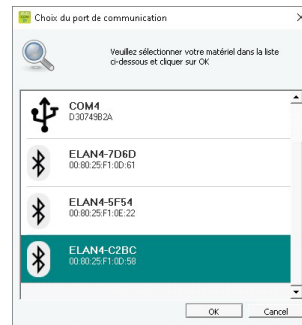 Choix du port de communication
Veuillez sélectionner votre matériel dans la liste
ci-dessous et cliquer sur OK
COM4
D30749B2A
ELAN4-7D6D
00:80:25:F1:0D:61
ELAN4-5F54
00:80:25:F1:0E:22
ELAN4-C2BC
00:80:25:F1:0D:58
OK
Cancel